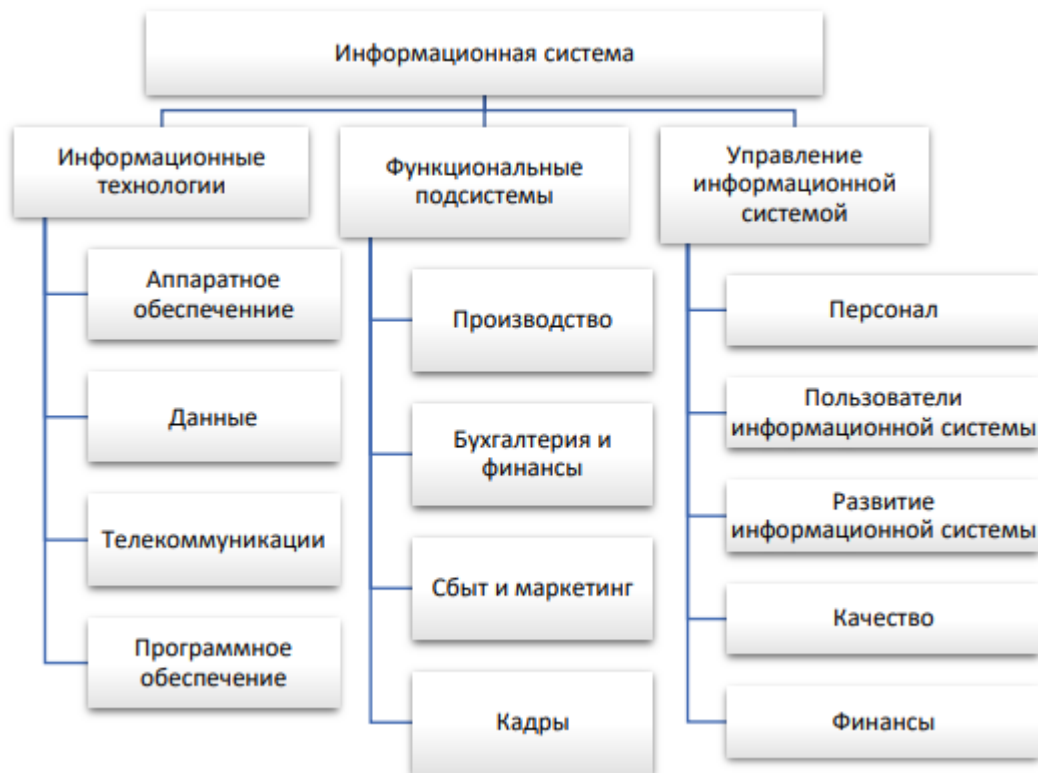 Информационная система
Информационные
технологии
Аппаратное
обеспеченние
Данные
Телекоммуникации
Программное
обеспечение
Функциональные
подсистемы
Производство
Бухгалтерия и
финансы
Сбыт и маркетинг
Кадры
Управление
информационной
системой
Персонал
Пользователи
информационной системы
Развитие
информационной системы
Качество
Финансы